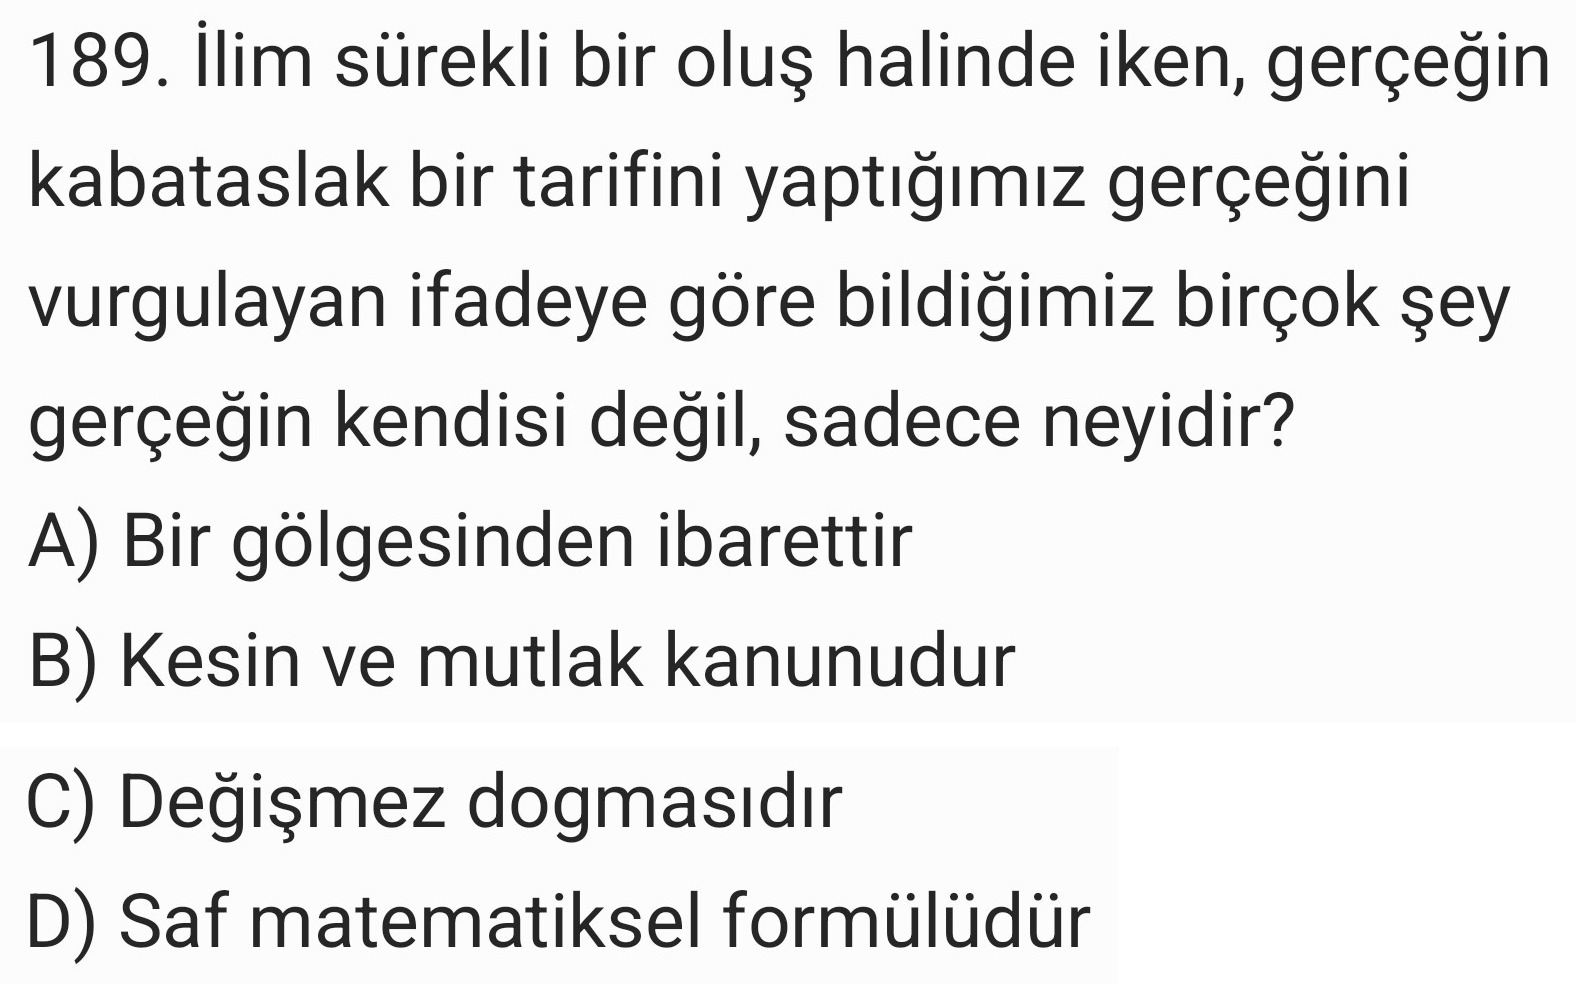 189. İlim sürekli bir oluş halinde iken, gerçeğin
kabataslak bir tarifini yaptığımız gerçeğini
vurgulayan ifadeye göre bildiğimiz birçok şey
gerçeğin kendisi değil, sadece neyidir?
A) Bir gölgesinden ibarettir
B) Kesin ve mutlak kanunudur
C) Değişmez dogmasıdır
D) Saf matematiksel formülüdür